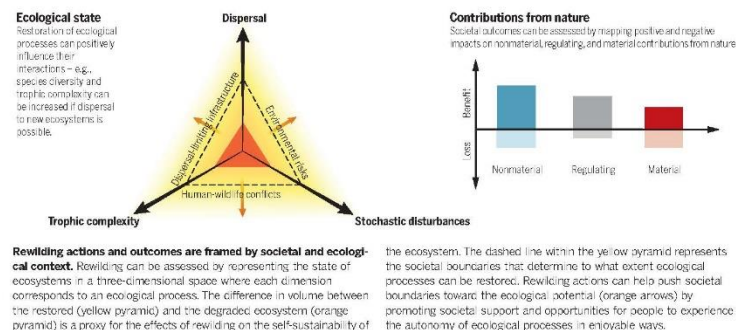 Ecological state
Restoration of ecological
processes can positively
influence their
interactions – e.g.,
species diversity and
trophic complexity can
be increased if dispersal
to new ecosystems is
possible.
Dispersal
Dispersal-limiting infrastructure
Environmental risks
Human-wildlife conflicts
Trophic complexity
Stochastic disturbances
Contributions from nature
Societal outcomes can be assessed by mapping positive and negative
impacts on nonmaterial, regulating, and material contributions from nature
Benefit
Loss
Nonmaterial
Regulating
Material
Rewilding actions and outcomes are framed by societal and ecologi-
cal context. Rewilding can be assessed by representing the state of
ecosystems in a three-dimensional space where each dimension
corresponds to an ecological process. The difference in volume between
the restored (yellow pyramid) and the degraded ecosystem (orange
pyramid) is a proxy for the effects of rewilding on the self-sustainability of
the ecosystem. The dashed line within the yellow pyramid represents
the societal boundaries that determine to what extent ecological
processes can be restored. Rewilding actions can help push societal
boundaries toward the ecological potential (orange arrows) by
promoting societal support and opportunities for people to experience
the autonomy of ecological processes in enjoyable ways.